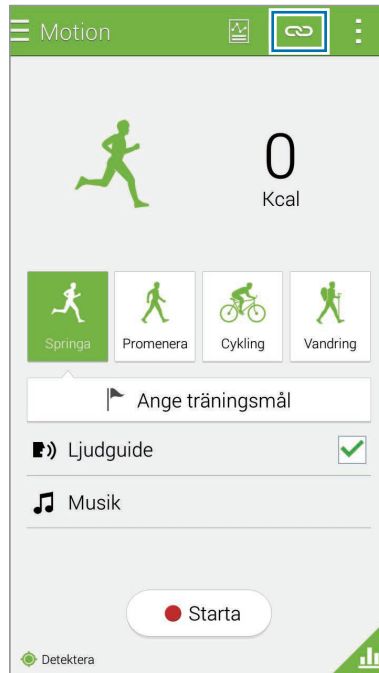 Motion
0
Kcal
Springa
Promenera
Cykling
Vandring
Ange träningsmål
Ljudguide
Musik
Starta
Detektera